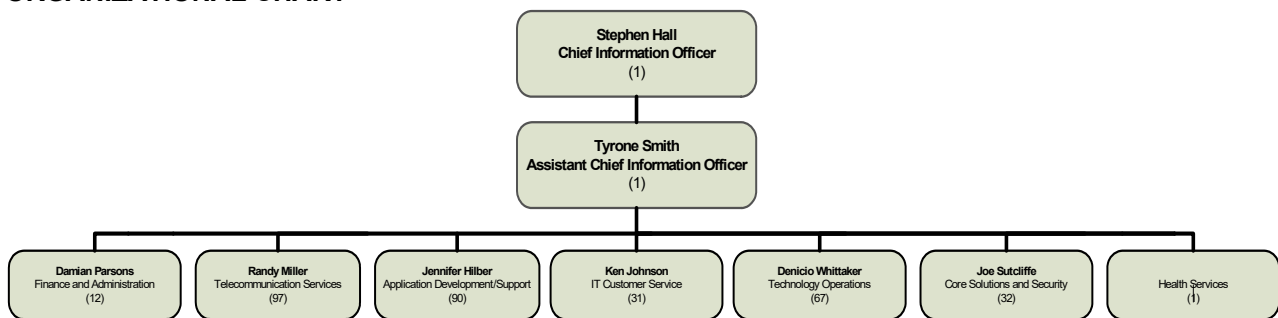 ORGANIZATIONAL CHART
Stephen Hall
Chief Information Officer
(1)
Tyrone Smith
Assistant Chief Information Officer
(1)
Damian Parsons
Finance and Administration
(12)
Randy Miller
Telecommunication Services
(97)
Jennifer Hilber
Application Development/Support
(90)
Ken Johnson
IT Customer Service
(31)
Denicio Whittaker
Technology Operations
(67)
Joe Sutcliffe
Core Solutions and Security
(32)
Health Services
(1)